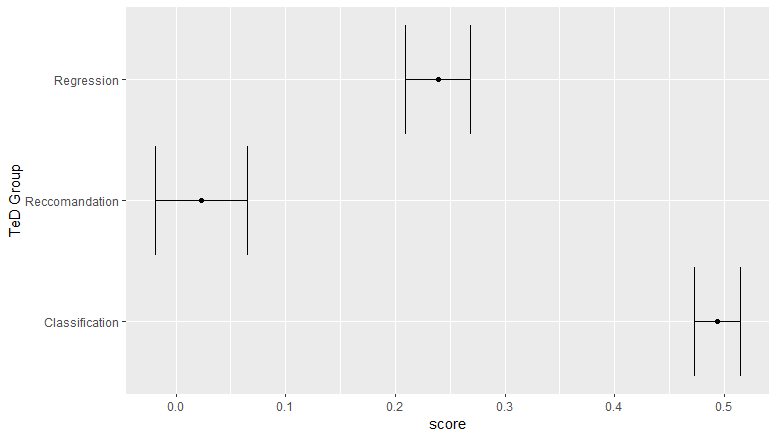 TeD Group
Regression
Reccomandation
Classification
0.0 0.1 0.2 0.3 0.4 0.5
score